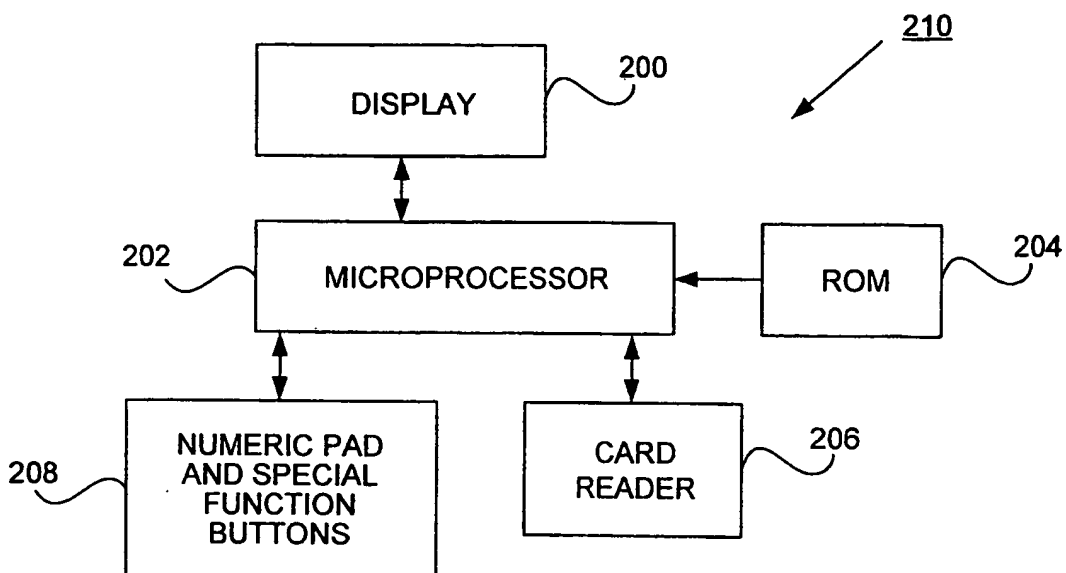 210
200
DISPLAY
202
MICROPROCESSOR
ROM
204
208
NUMERIC PAD
AND SPECIAL
FUNCTION
BUTTONS
CARD
READER
206